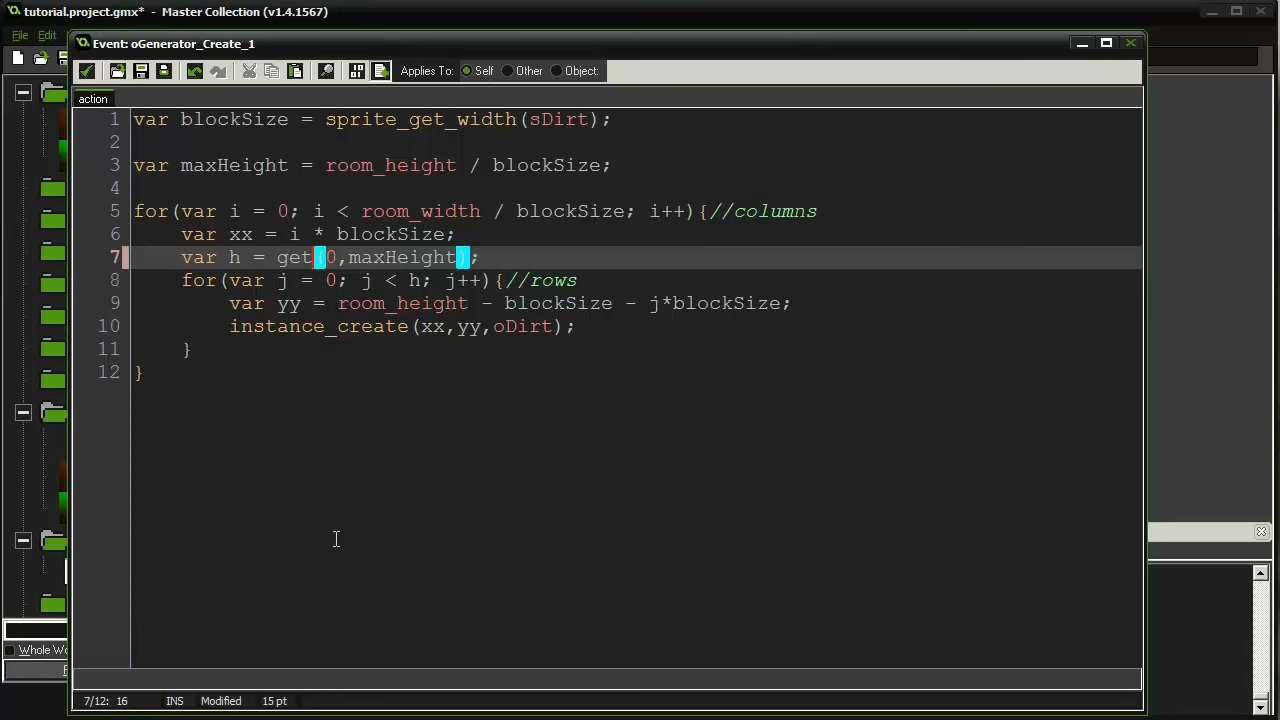 tutorial.project.gmx* - Master Collection (v1.4.1567)
File Edit
Event: oGenerator_Create_1
Applies To: Self Other Object:
action
1 var blockSize = sprite_get_width(sDirt);
2
3 var maxHeight = room_height / blockSize;
4
5 for(var i = 0; i < room_width / blockSize; i++){//columns
6 var xx = i * blockSize;
7 var h = get(0,maxHeight);
8 for(var j = 0; j < h; j++){//rows
9 var yy = room_height - blockSize - j*blockSize;
10 instance_create(xx,yy,oDirt);
11 }
12 }
Whole Wo
7/12: 16 INS Modified 15 pt